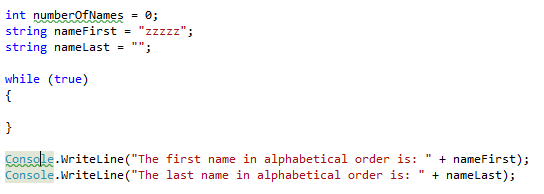 int numberOfNames = 0;
string nameFirst = "zzzzz";
string nameLast = "";
while (true)
{
}
Console.WriteLine("The first name in alphabetical order is: " + nameFirst);
Console.WriteLine("The last name in alphabetical order is: " + nameLast);